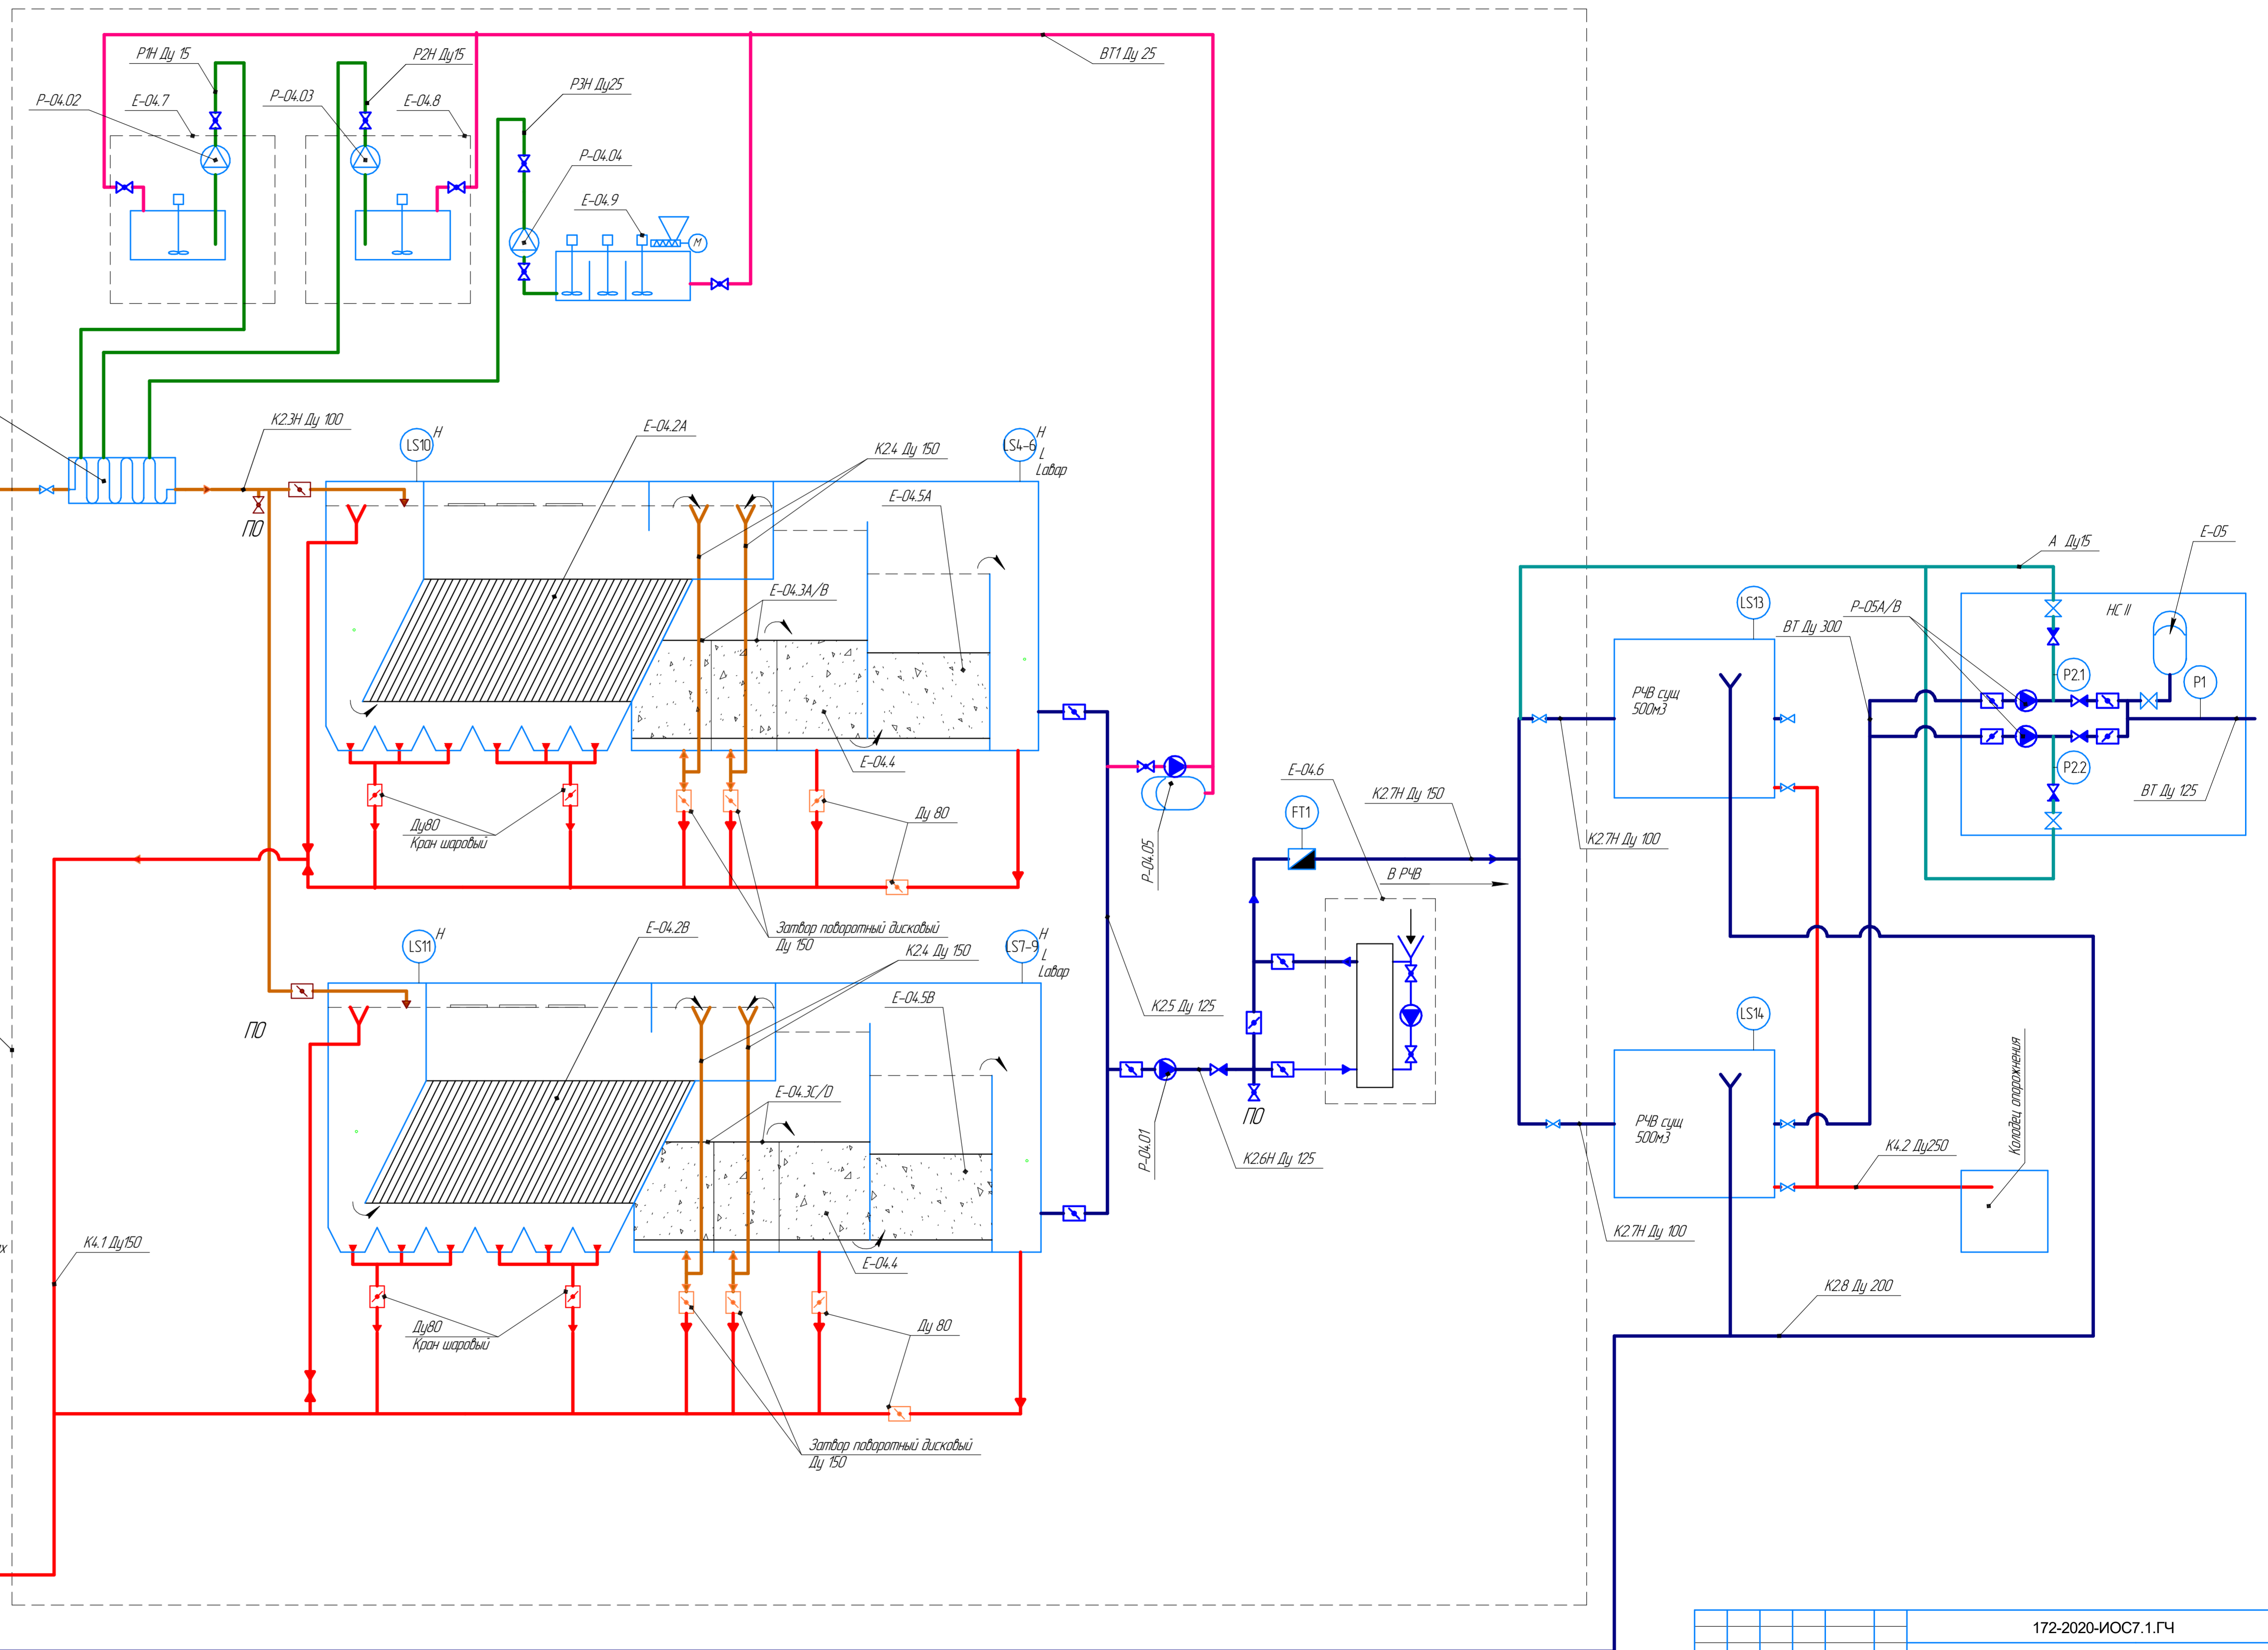 Р1Н Ду 15
Р2Н Ду15
ВТ1 Ду 25
Р-04.02
Е-04.7
Р-04.03
Е-04.8
Р3Н Ду25
Р-04.04
Е-04.9
М
К2.3Н Ду 100
ПО
LS10
Н
Е-04.2А
К2.4 Ду 150
LS4-6
Н
L
Lавар
Е-04.5А
Е-04.3А/В
Е-04.4
Ду80
Кран шаровый
Ду 80
Затвор поворотный дисковый
Ду 150
А Ду15
Е-05
LS13
НС II
Р-05А/В
ВТ Ду 300
РЧВ сущ
500м3
Р2.1
Р1
Р2.2
ВТ Ду 125
Е-04.6
К2.7Н Ду 150
FT1
Р-04.05
В РЧВ
К2.7Н Ду 100
LS11
Н
Е-04.2В
К2.4 Ду 150
LS7-9
Н
L
Lавар
Е-04.5В
ПО
Е-04.3С/D
К2.5 Ду 125
Р-04.01
ПО
К2.6Н Ду 125
LS14
РЧВ сущ
500м3
Колодец опорожнения
К4.2 Ду250
К2.7Н Ду 100
К2.8 Ду 200
х
К4.1 Ду150
Е-04.4
Ду80
Кран шаровый
Ду 80
Затвор поворотный дисковый
Ду 150
172-2020-ИОС7.1.ГЧ